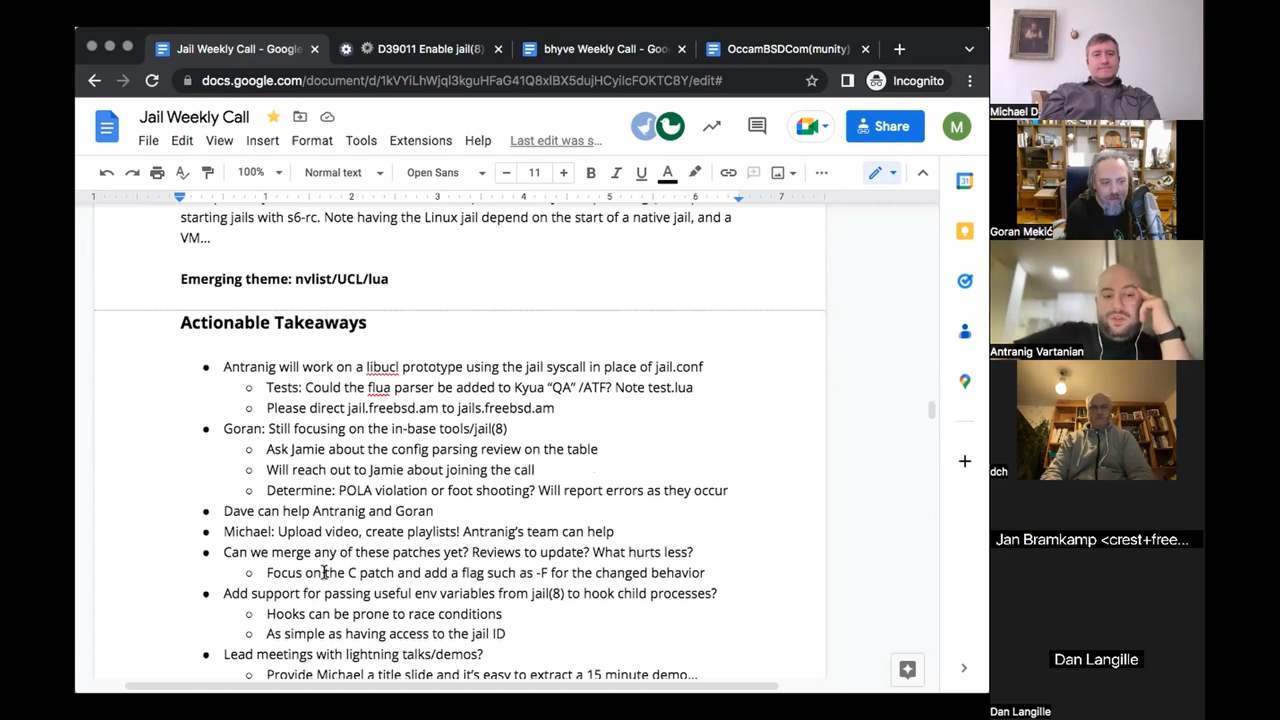 Jail Weekly Call - Google
D39011 Enable jail(8)
bhyve Weekly Call - Goo
OccamBSDCom(munity)
docs.google.com/document/d/1kVYiLhWjql3kguHFaG41Q8xIBX5dujHCyiIcFOKTC8Y/edit#
Incognito
Jail Weekly Call
File Edit View Insert Format Tools Extensions Help Last edit was s...
Share
M
100% Normal text Open Sans 11 B I U A
1 1 2 3 4 5 6 7
starting jails with s6-rc. Note having the Linux jail depend on the start of a native jail, and a
VM...
Emerging theme: nvlist/UCL/lua
Actionable Takeaways
● Antranig will work on a libucl prototype using the jail syscall in place of jail.conf
○ Tests: Could the flua parser be added to Kyua “QA” /ATF? Note test.lua
○ Please direct jail.freebsd.am to jails.freebsd.am
● Goran: Still focusing on the in-base tools/jail(8)
○ Ask Jamie about the config parsing review on the table
○ Will reach out to Jamie about joining the call
○ Determine: POLA violation or foot shooting? Will report errors as they occur
● Dave can help Antranig and Goran
● Michael: Upload video, create playlists! Antranig’s team can help
● Can we merge any of these patches yet? Reviews to update? What hurts less?
○ Focus on the C patch and add a flag such as -F for the changed behavior
● Add support for passing useful env variables from jail(8) to hook child processes?
○ Hooks can be prone to race conditions
○ As simple as having access to the jail ID
● Lead meetings with lightning talks/demos?
○ Provide Michael a title slide and it’s easy to extract a 15 minute demo...
31
Michael D
Goran Mekić
Antranig Vartanian
dch
Jan Bramkamp <crest+free...
Dan Langille
Dan Langille